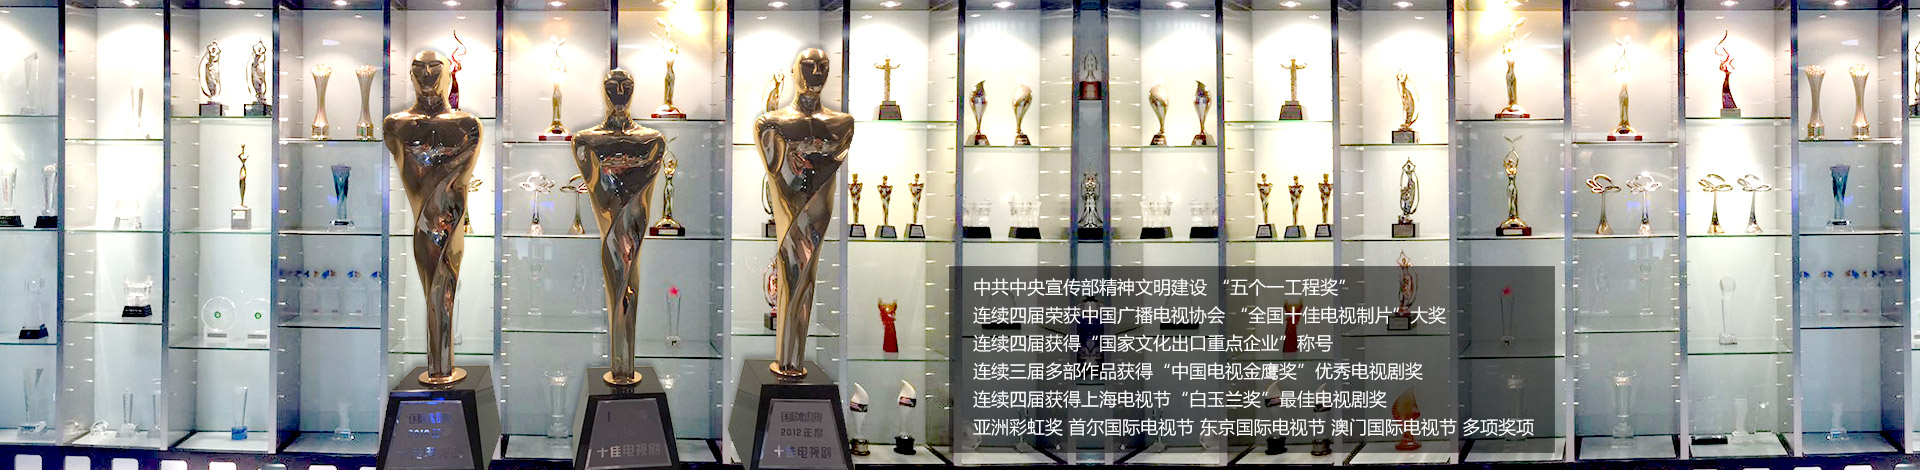 2012年度
十佳电视剧
十佳电视剧
中共中央宣传部精神文明建设 “五个一工程奖”
连续四届荣获中国广播电视协会 “全国十佳电视制片”大奖
连续四届获得“国家文化出口重点企业”称号
连续三届多部作品获得“中国电视金鹰奖”优秀电视剧奖
连续四届获得上海电视节“白玉兰奖”最佳电视剧奖
亚洲彩虹奖 首尔国际电视节 东京国际电视节 澳门国际电视节 多项奖项